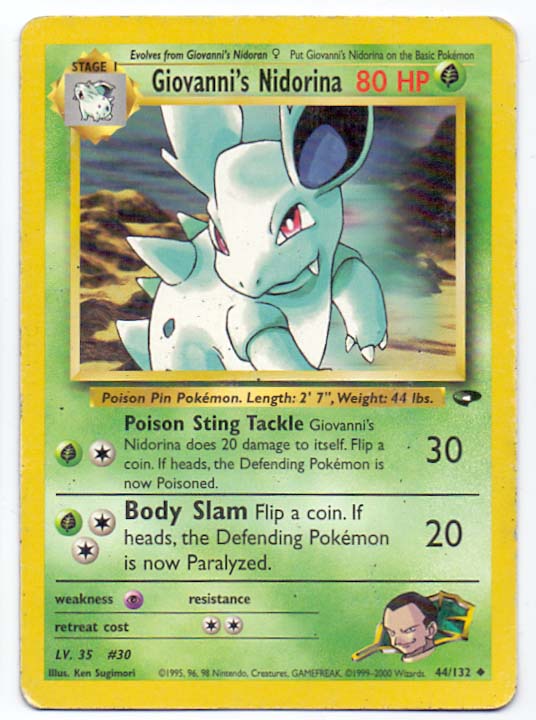 Evolves from Giovanni's Nidoran ♀ Put Giovanni's Nidorina on the Basic Pokémon
STAGE 1
Giovanni's Nidorina 80 HP
Poison Pin Pokémon. Length: 2' 7", Weight: 44 lbs.
Poison Sting Tackle Giovanni's
Nidorina does 20 damage to itself. Flip a
coin. If heads, the Defending Pokémon is
now Poisoned.
30
Body Slam Flip a coin. If
heads, the Defending Pokémon
is now Paralyzed.
20
weakness resistance
retreat cost
LV. 35 #30
Illus. Ken Sugimori ©1995, 96, 98 Nintendo, Creatures, GAMEFREAK. ©1999-2000 Wizards. 44/132 ◆